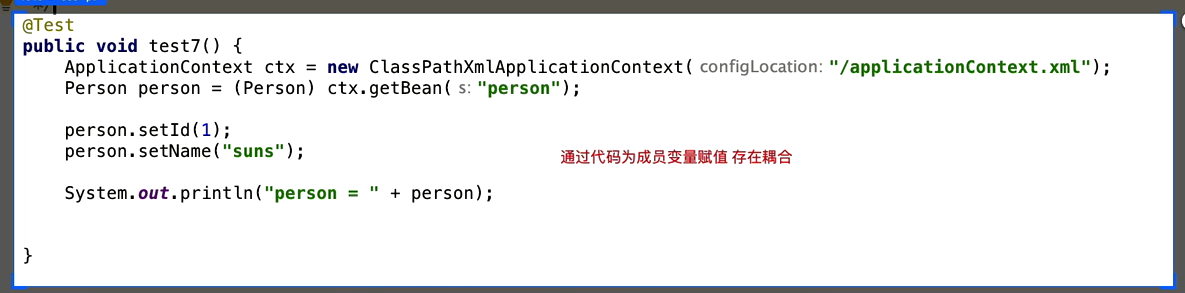 @Test
public void test7() {
ApplicationContext ctx = new ClassPathXmlApplicationContext( configLocation: "/applicationContext.xml");
Person person = (Person) ctx.getBean( s: "person");
person.setId(1);
person.setName("suns");
通过代码为成员变量赋值 存在耦合
System.out.println("person = " + person);
}